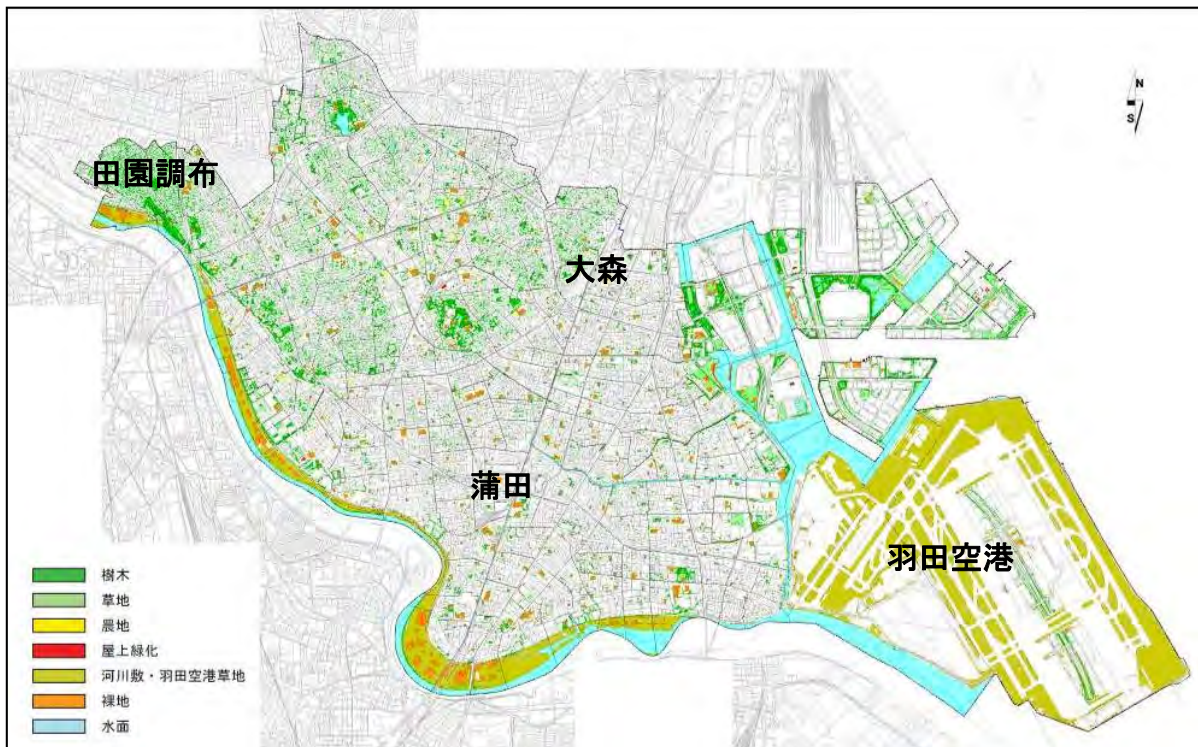 N
S
田園調布
大森
蒲田
羽田空港
樹木
草地
農地
屋上緑化
河川敷・羽田空港草地
裸地
水面